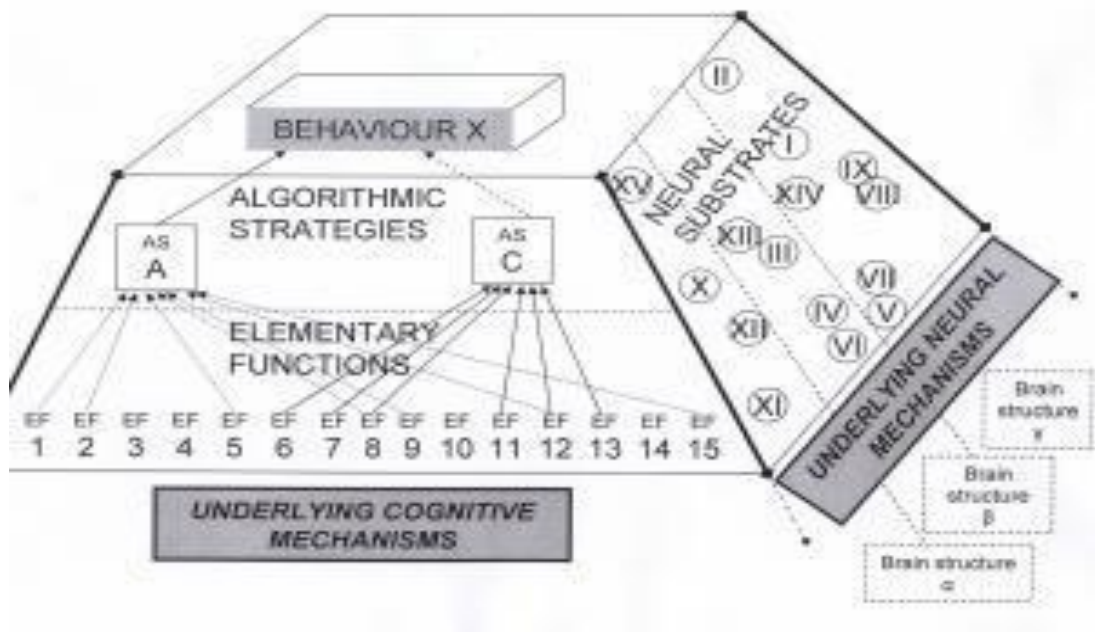 BEHAVIOUR X
ALGORITHMIC
STRATEGIES
AS
A
AS
C
ELEMENTARY
FUNCTIONS
EF EF EF EF EF EF EF EF EF EF EF EF EF EF EF
1 2 3 4 5 6 7 8 9 10 11 12 13 14 15
UNDERLYING COGNITIVE
MECHANISMS
NEURAL
SUBSTRATES
II
I
IX
VIII
XIV
XIII
III
X
XII
VII
IV
V
VI
XI
UNDERLYING NEURAL
MECHANISMS
Brain
structure
Brain
structure
β
Brain structure
α